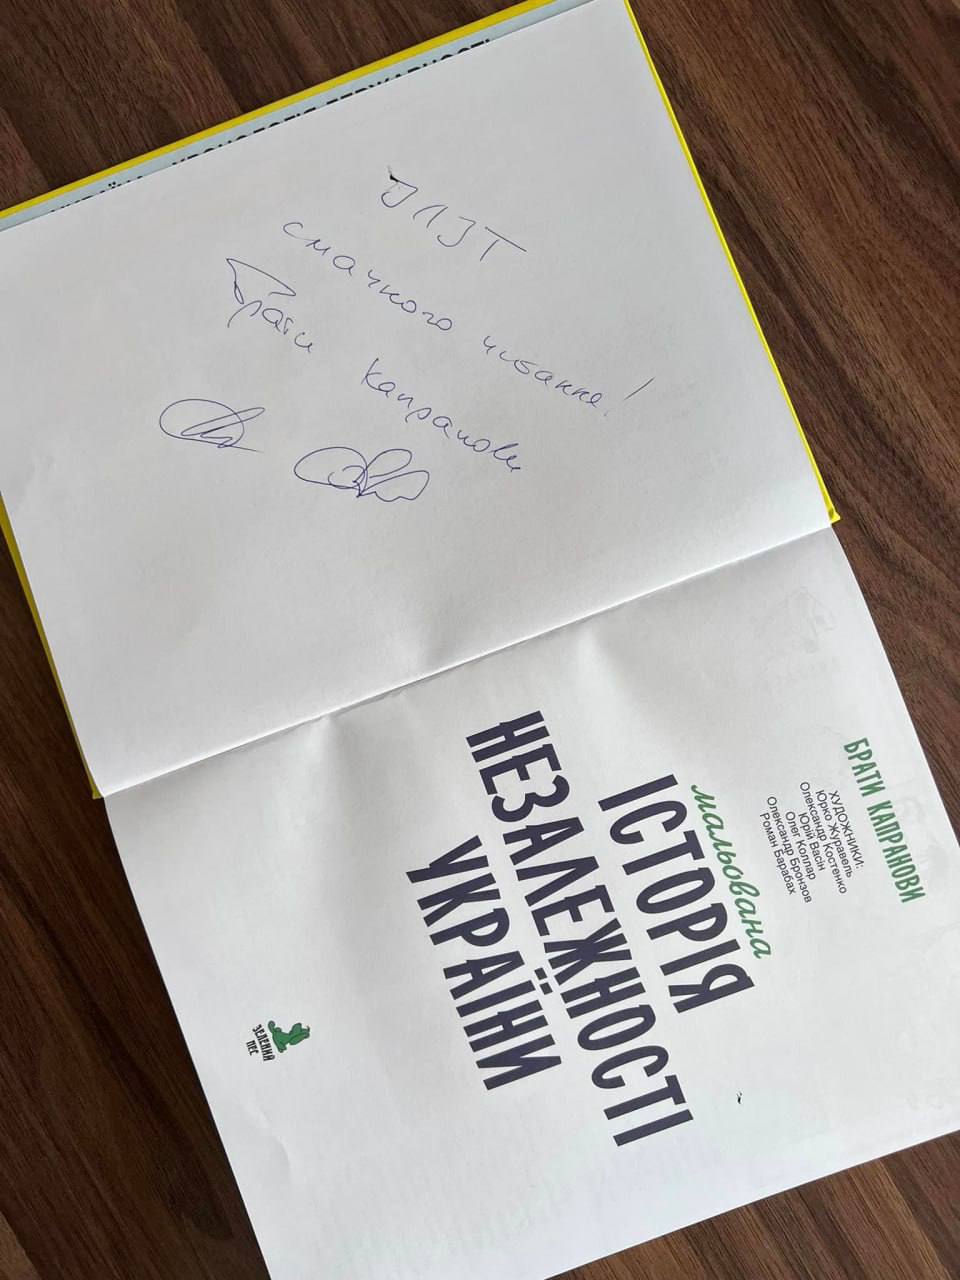 смачного читання!
Брати Капранови
БРАТИ КАПРАНОВИ
ХУДОЖНИКИ:
Юрко Журавель
Олександр Костенко
Юрій Васін
Олег Коллар
Олександр Бронзов
Роман Барабах
мальована
ІСТОРІЯ
НЕЗАЛЕЖНОСТІ
УКРАЇНИ
ЗЕЛЕНИЙ
ПЕС